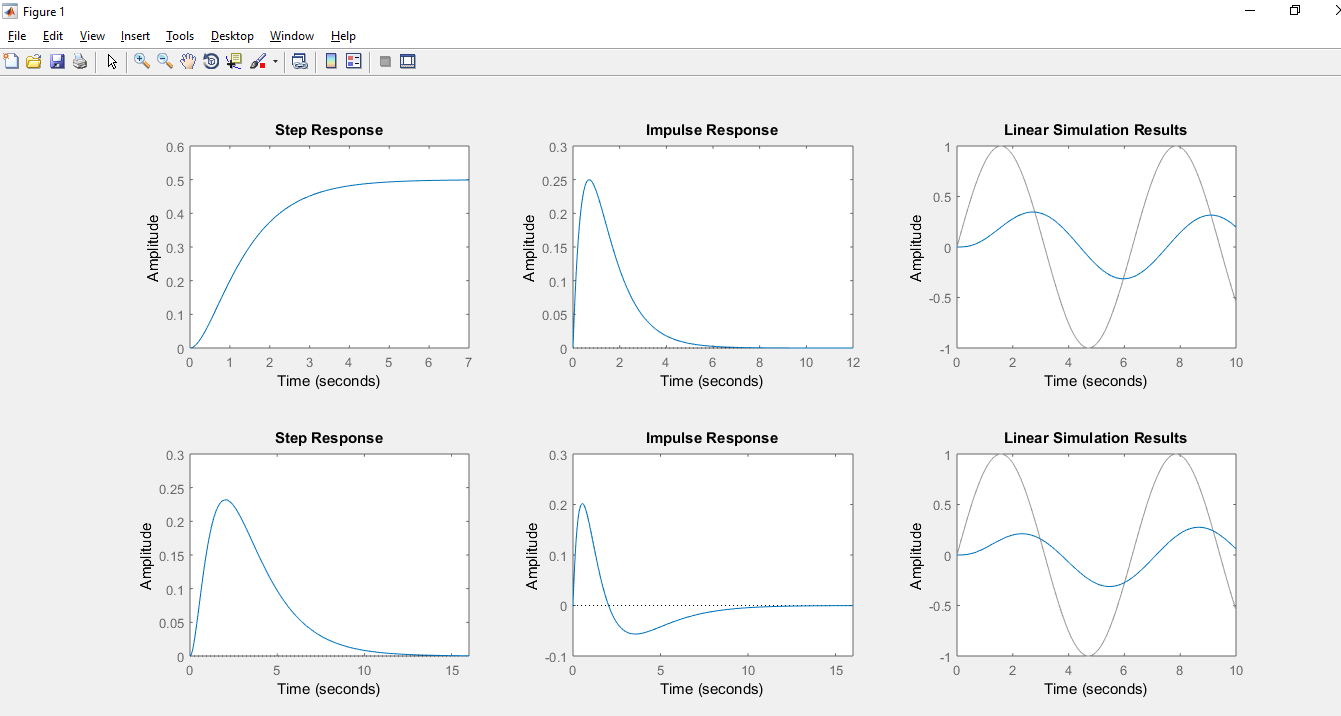 Figure 1
File Edit View Insert Tools Desktop Window Help
Step Response
Amplitude
0.6
0.5
0.4
0.3
0.2
0.1
0
0 1 2 3 4 5 6 7
Time (seconds)
Impulse Response
Amplitude
0.3
0.25
0.2
0.15
0.1
0.05
0
0 2 4 6 8 10 12
Time (seconds)
Linear Simulation Results
Amplitude
1
0.5
0
-0.5
-1
0 2 4 6 8 10
Time (seconds)
Step Response
Amplitude
0.3
0.25
0.2
0.15
0.1
0.05
0
0 5 10 15
Time (seconds)
Impulse Response
Amplitude
0.3
0.2
0.1
0
-0.1
0 5 10 15
Time (seconds)
Linear Simulation Results
Amplitude
1
0.5
0
-0.5
-1
0 2 4 6 8 10
Time (seconds)